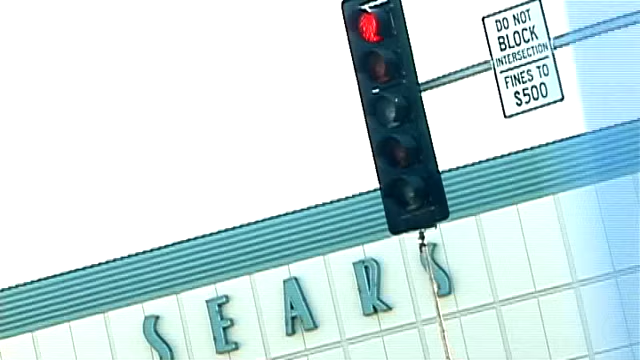 DO NOT
BLOCK
INTERSECTION
FINES TO
$500
SEARS